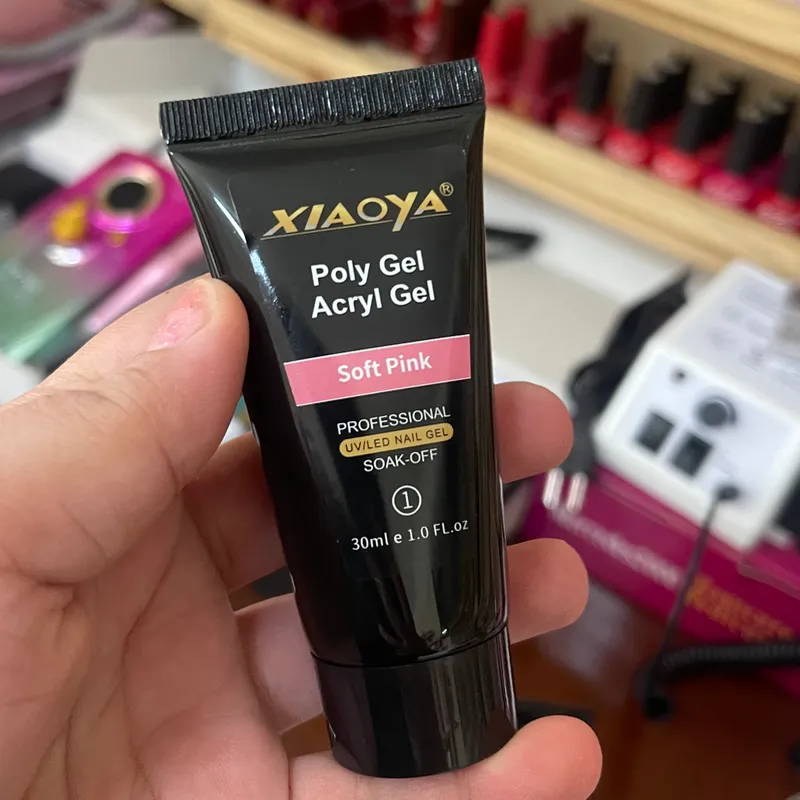 XIAOYA®
Poly Gel
Acryl Gel
Soft Pink
PROFESSIONAL
UV/LED NAIL GEL
SOAK-OFF
1
30ml e 1.0 FL.oz